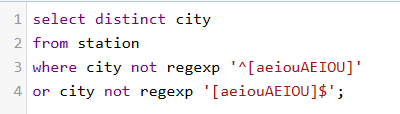 1 select distinct city
2 from station
3 where city not regexp '^[aeiouAEIOU]'
4 or city not regexp '[aeiouAEIOU]$';